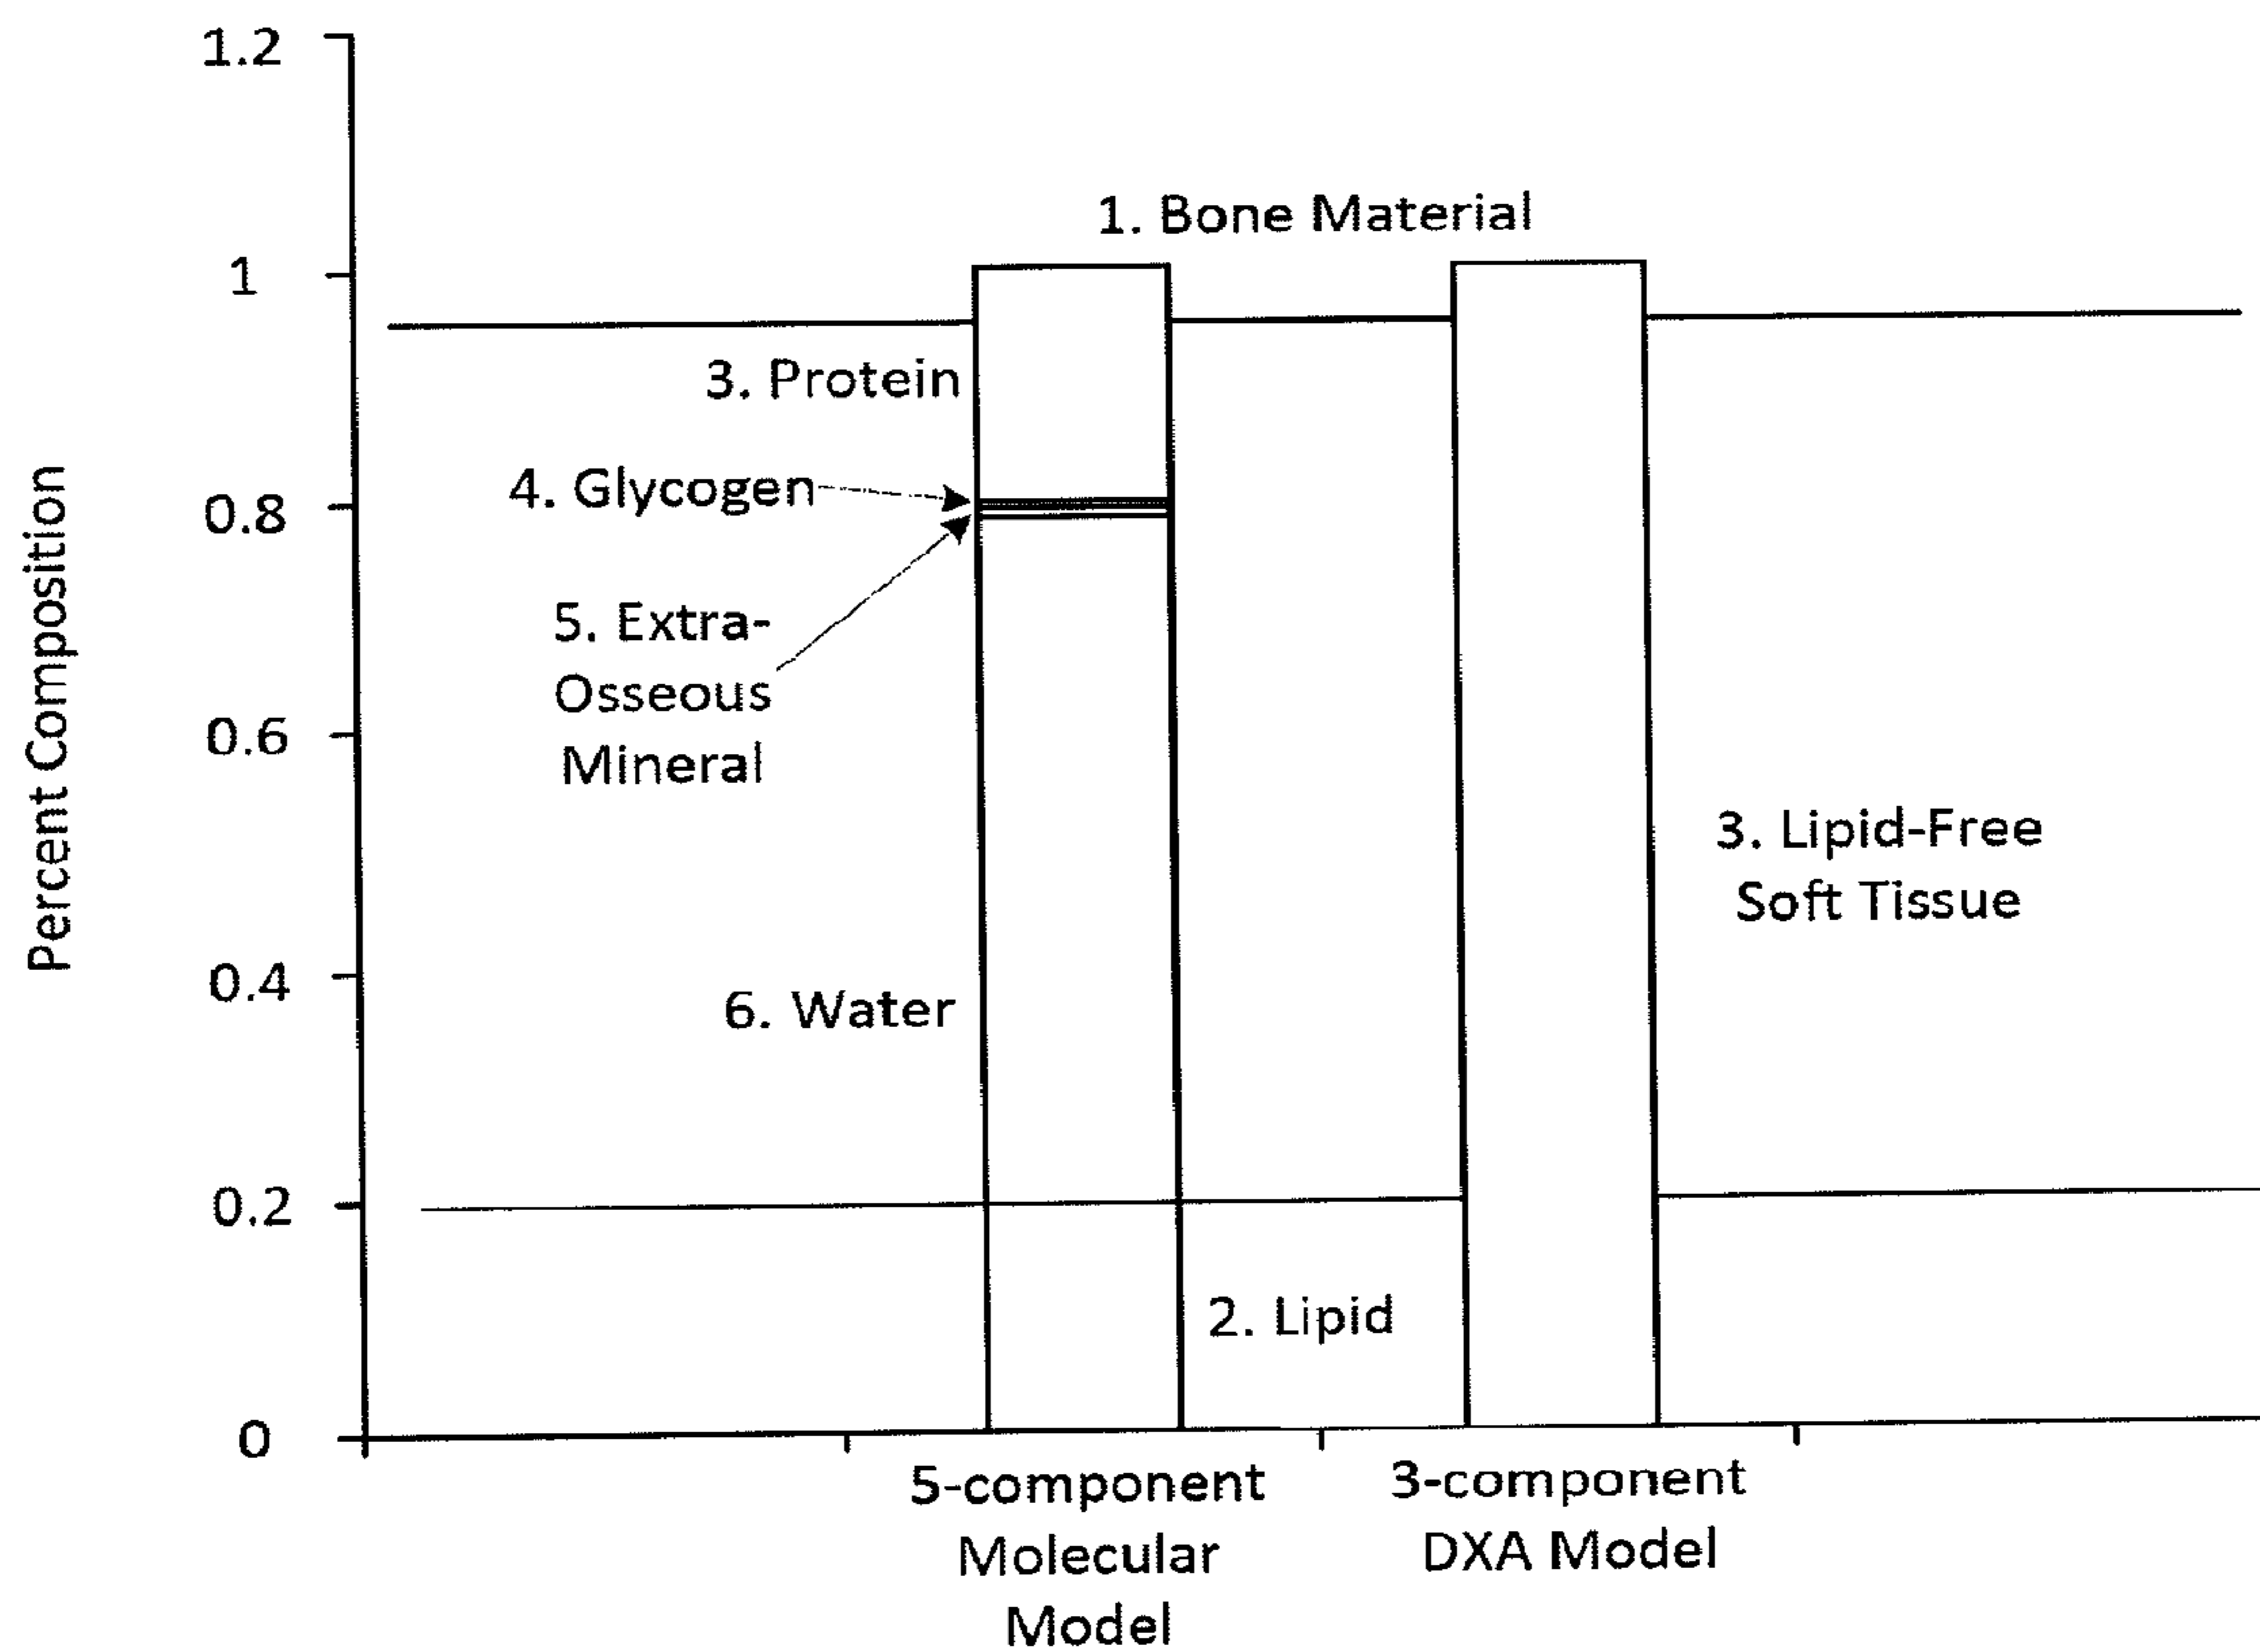 1.2
1
0.8
0.6
0.4
0.2
0
Percent Composition
1. Bone Material
3. Protein
4. Glycogen
5. Extra-
Osseous
Mineral
6. Water
2. Lipid
3. Lipid-Free
Soft Tissue
5-component
Molecular
Model
3-component
DXA Model